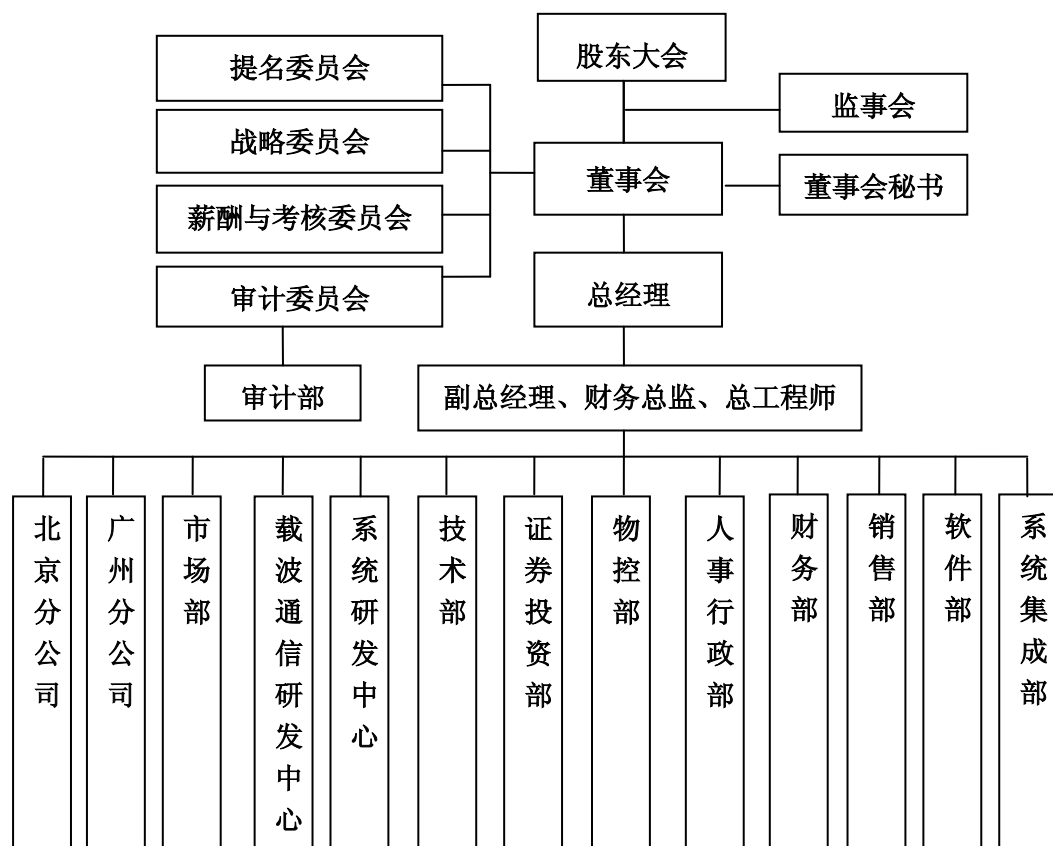 股东大会
提名委员会
监事会
战略委员会
董事会
董事会秘书
薪酬与考核委员会
审计委员会
总经理
审计部
副总经理、财务总监、总工程师
北京分公司
广州分公司
市场部
载波通信研发中心
系统研发中心
技术部
证券投资部
物控部
人事行政部
财务部
销售部
软件部
系统集成部